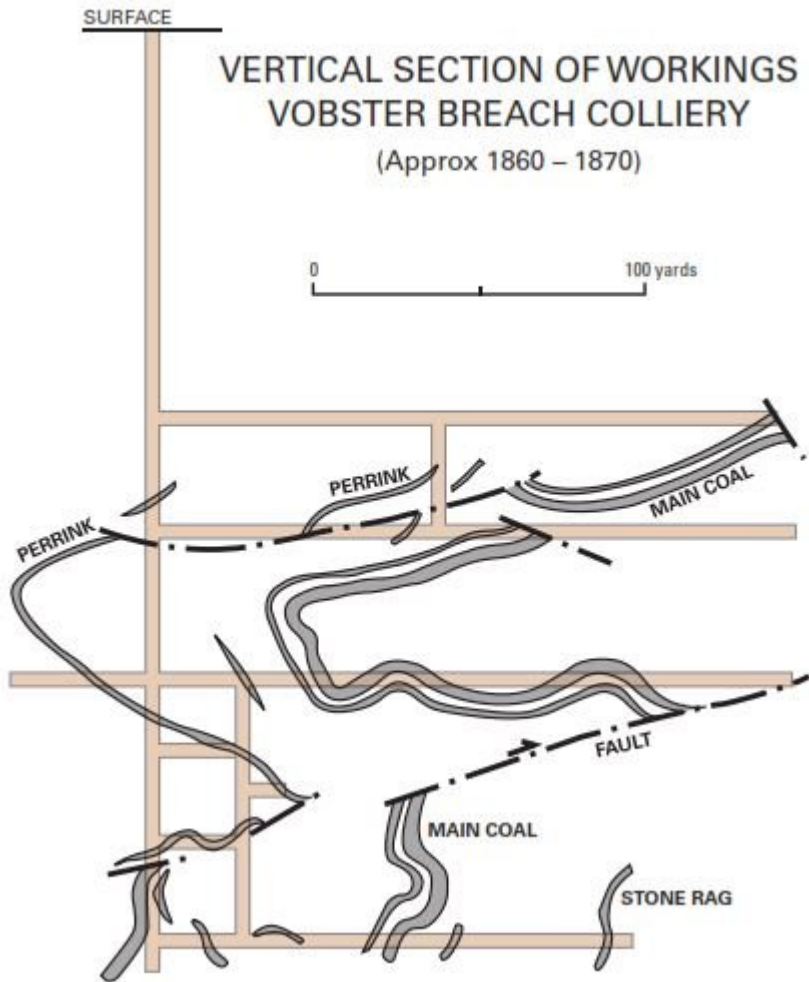 SURFACE
VERTICAL SECTION OF WORKINGS
VOBSTER BREACH COLLIERY
(Approx 1860 – 1870)
0
100 yards
PERRINK
MAIN COAL
PERRINK
FAULT
MAIN COAL
STONE RAG